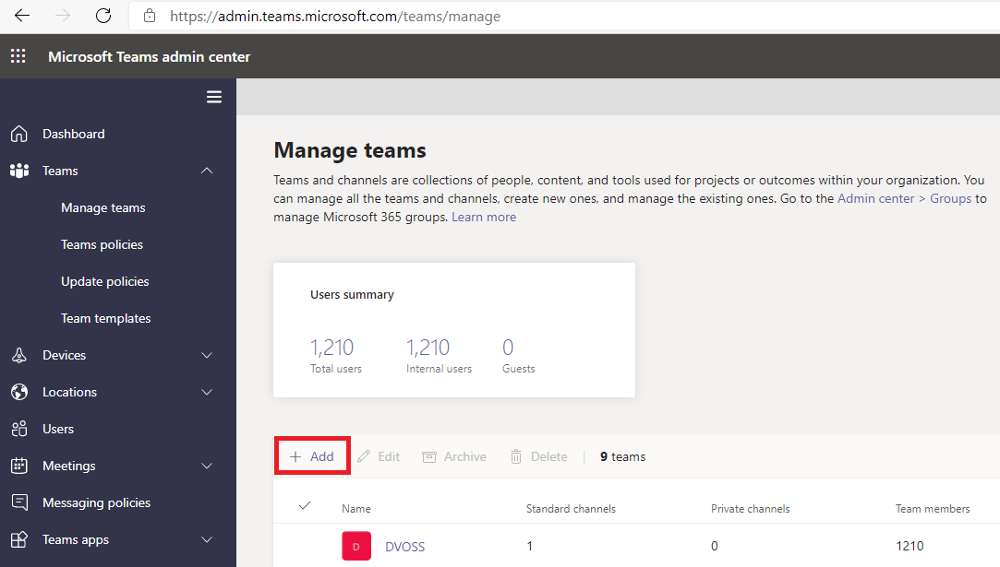 https://admin.teams.microsoft.com/teams/manage
Microsoft Teams admin center
Dashboard
Teams
Manage teams
Teams policies
Update policies
Team templates
Devices
Locations
Users
Meetings
Messaging policies
Teams apps
Manage teams
Teams and channels are collections of people, content, and tools used for projects or outcomes within your organization. You
can manage all the teams and channels, create new ones, and manage the existing ones. Go to the Admin center > Groups to
manage Microsoft 365 groups. Learn more
Users summary
1,210 1,210 0
Total users Internal users Guests
+ Add Edit Archive Delete | 9 teams
Name Standard channels Private channels Team members
D DVOSS 1 0 1210